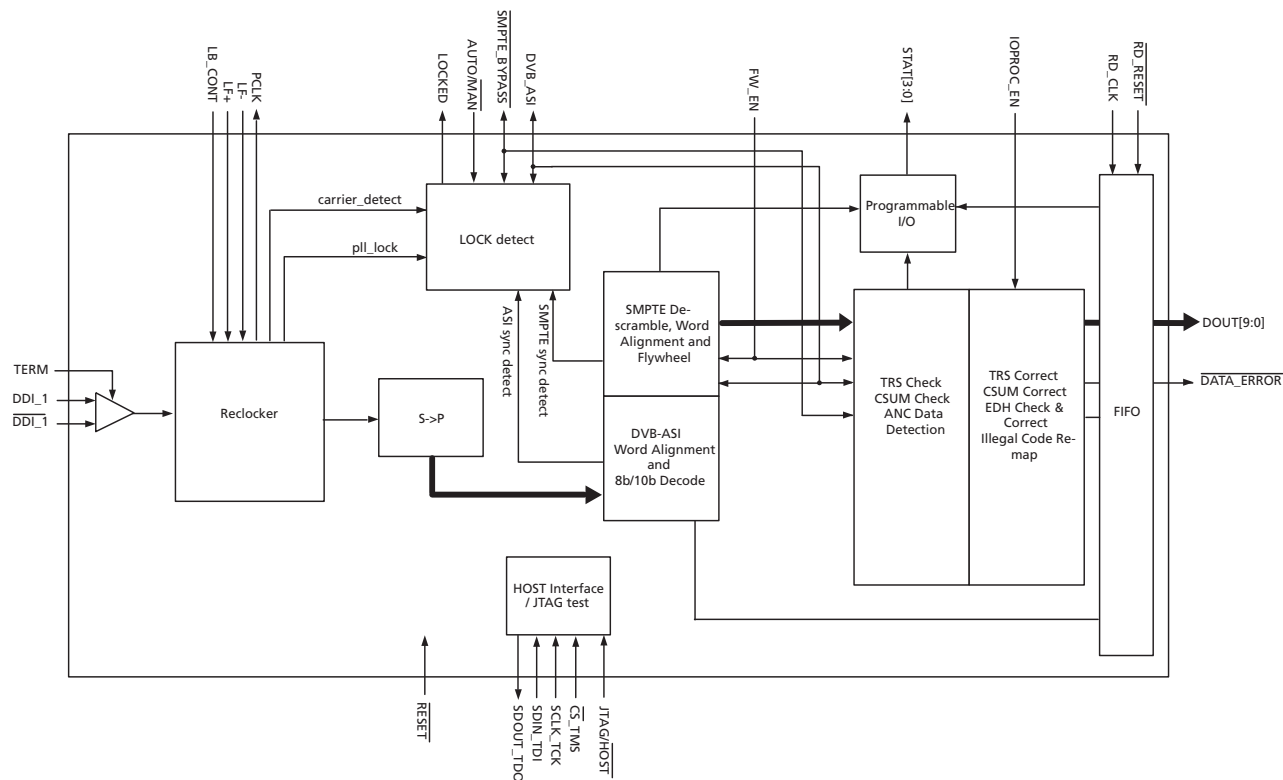 LB_CONT
LF+
LF-
PCLK
LOCKED
AUTO/MAN
SMPTE_BYPASS
DVB_ASI
FW_EN
STAT[3:0]
IOPROC_EN
RD_CLK
RD_RESET
carrier_detect
pll_lock
LOCK detect
Programmable
I/O
ASI sync detect
SMPTE sync detect
SMPTE De-
scramble, Word
Alignment and
Flywheel
DOUT[9:0]
DATA_ERROR
TERM
DDI_1
DDI_1
Reclocker
S->P
DVB-ASI
Word Alignment
and
8b/10b Decode
TRS Check
CSUM Check
ANC Data
Detection
TRS Correct
CSUM Correct
EDH Check &
Correct
Illegal Code Re-
map
FIFO
HOST Interface
/ JTAG test
RESET
SDOUT_TDO
SDIN_TDI
SCLK_TCK
CS_TMS
JTAG/HOST